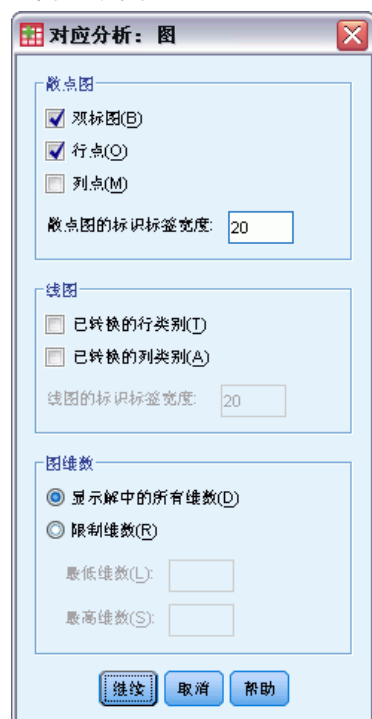 对应分析: 图
散点图
双标图(B)
行点(O)
列点(M)
散点图的标识标签宽度: 20
线图
已转换的行类别(T)
已转换的列类别(A)
线图的标识标签宽度: 20
图维数
显示解中的所有维数(D)
限制维数(R)
最低维数(L):
最高维数(S):
继续 取消 帮助